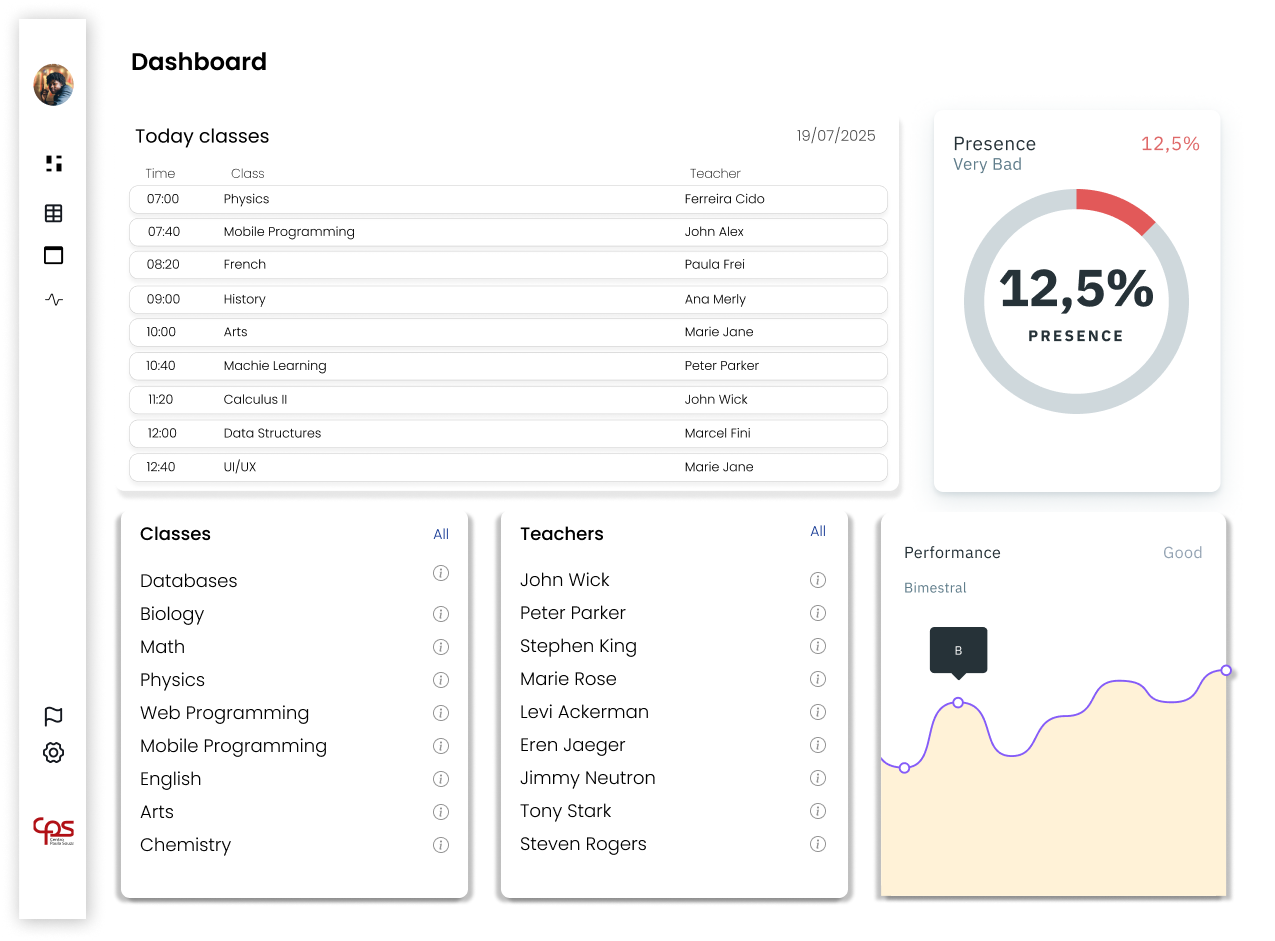 Dashboard
Today classes 19/07/2025
Time Class Teacher
07:00 Physics Ferreira Cido
07:40 Mobile Programming John Alex
08:20 French Paula Frei
09:00 History Ana Merly
10:00 Arts Marie Jane
10:40 Machie Learning Peter Parker
11:20 Calculus II John Wick
12:00 Data Structures Marcel Fini
12:40 UI/UX Marie Jane
Presence 12,5%
Very Bad
12,5%
PRESENCE
Classes All
Databases
Biology
Math
Physics
Web Programming
Mobile Programming
English
Arts
Chemistry
Teachers All
John Wick
Peter Parker
Stephen King
Marie Rose
Levi Ackerman
Eren Jaeger
Jimmy Neutron
Tony Stark
Steven Rogers
Performance Good
Bimestral
B
cps
Centro
Paula Souza